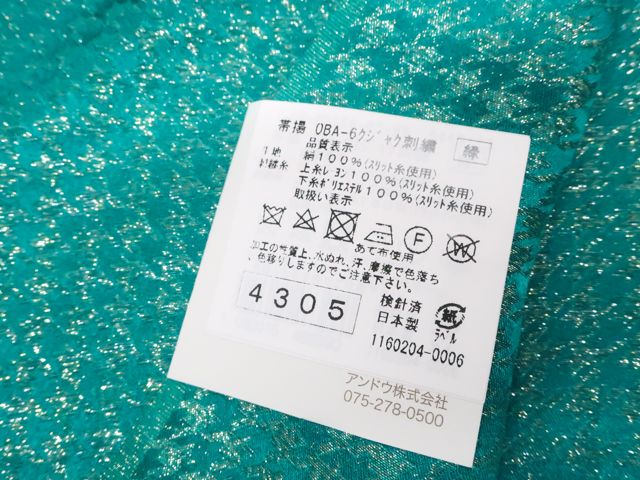 帯揚 OBA-6クジャク刺繍 緑
品質表示
生地 絹100%(スリット糸使用)
刺繍糸 上糸レーヨン100%(スリット糸使用)
下糸ポリエステル100%(スリット糸使用)
取扱い表示
F W
あて布使用
加工の性質上、水ぬれ、汗、摩擦で色落ち
、色移りしますのでご注意下さい。
4305
検針済
日本製
紙
ラベル
1160204-0006
アンドウ株式会社
075-278-0500